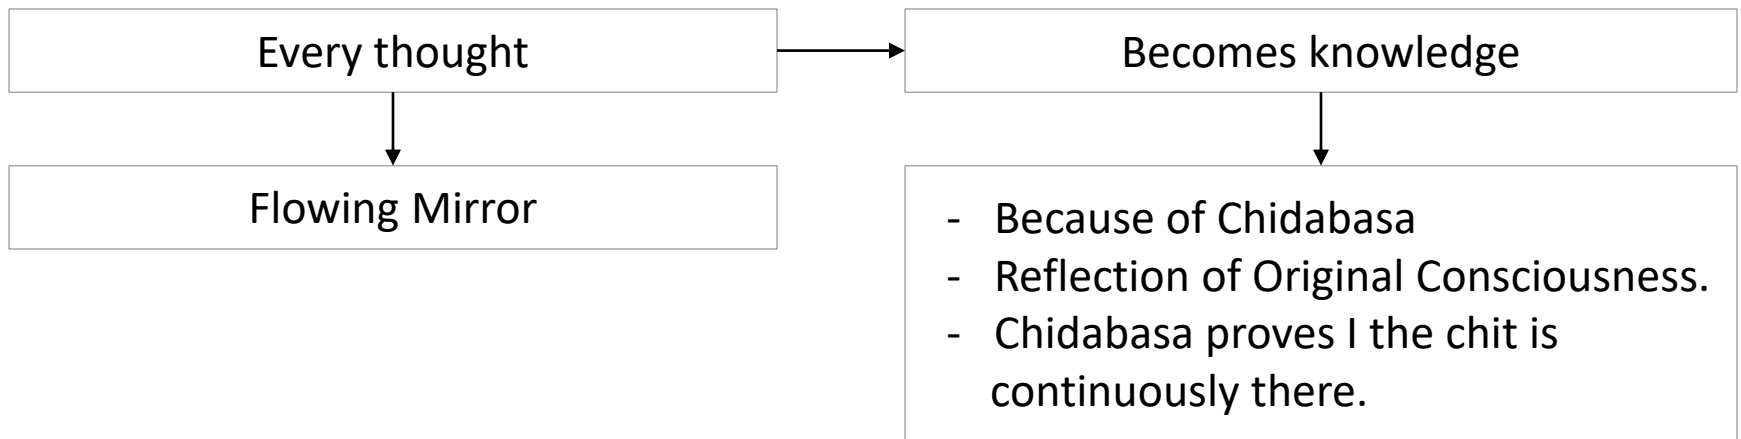 Every thought
Becomes knowledge
Flowing Mirror
- Because of Chidabasa
- Reflection of Original Consciousness.
- Chidabasa proves I the chit is
continuously there.